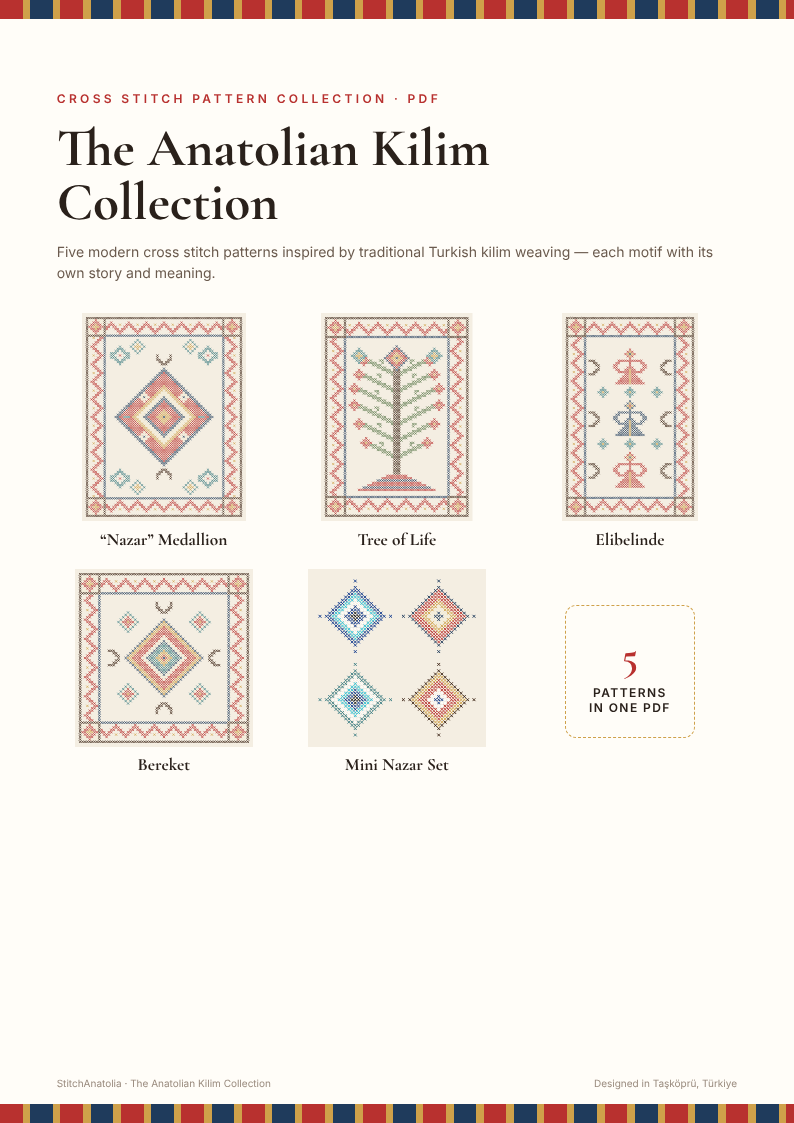 CROSS STITCH PATTERN COLLECTION · PDF
The Anatolian Kilim
Collection
Five modern cross stitch patterns inspired by traditional Turkish kilim weaving — each motif with its
own story and meaning.
“Nazar” Medallion
Tree of Life
Elibelinde
Bereket
Mini Nazar Set
5
PATTERNS
IN ONE PDF
StitchAnatolia · The Anatolian Kilim Collection
Designed in Taşköprü, Türkiye